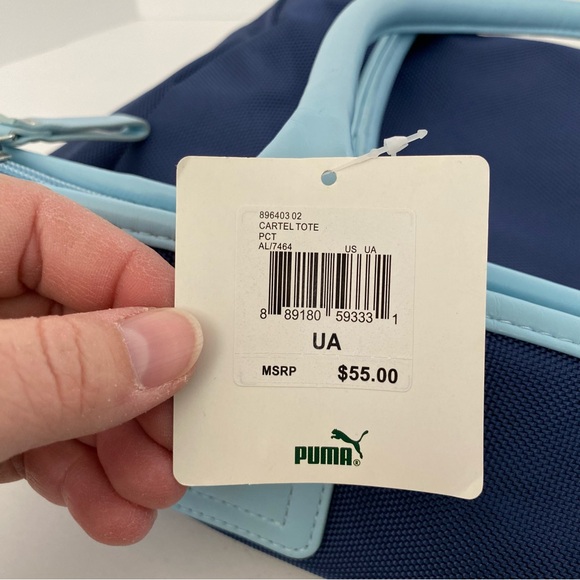 896403 02
CARTEL TOTE
PCT
AL/7464 US UA
8 89180 59333 1
UA
MSRP $55.00
PUMA®